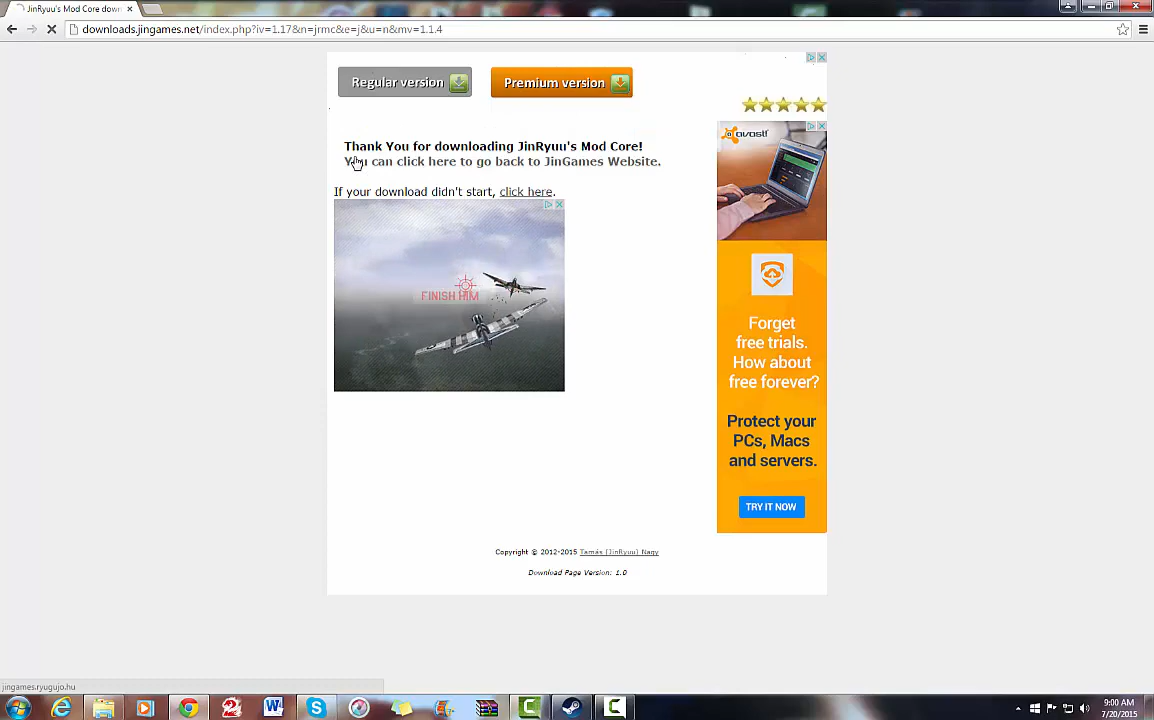 JinRyuu's Mod Core down
downloads.jingames.net/index.php?iv=1.17&n=jrmc&e=j&u=n&mv=1.1.4
Regular version
Premium version
Thank You for downloading JinRyuu's Mod Core!
You can click here to go back to JinGames Website.
If your download didn't start, click here.
FINISH HIM
avast!
Forget
free trials.
How about
free forever?
Protect your
PCs, Macs
and servers.
TRY IT NOW
Copyright © 2012-2015 Tamás (JinRyuu) Nagy
Download Page Version: 1.0
jingames.ryugujo.hu
9:00 AM
7/20/2015